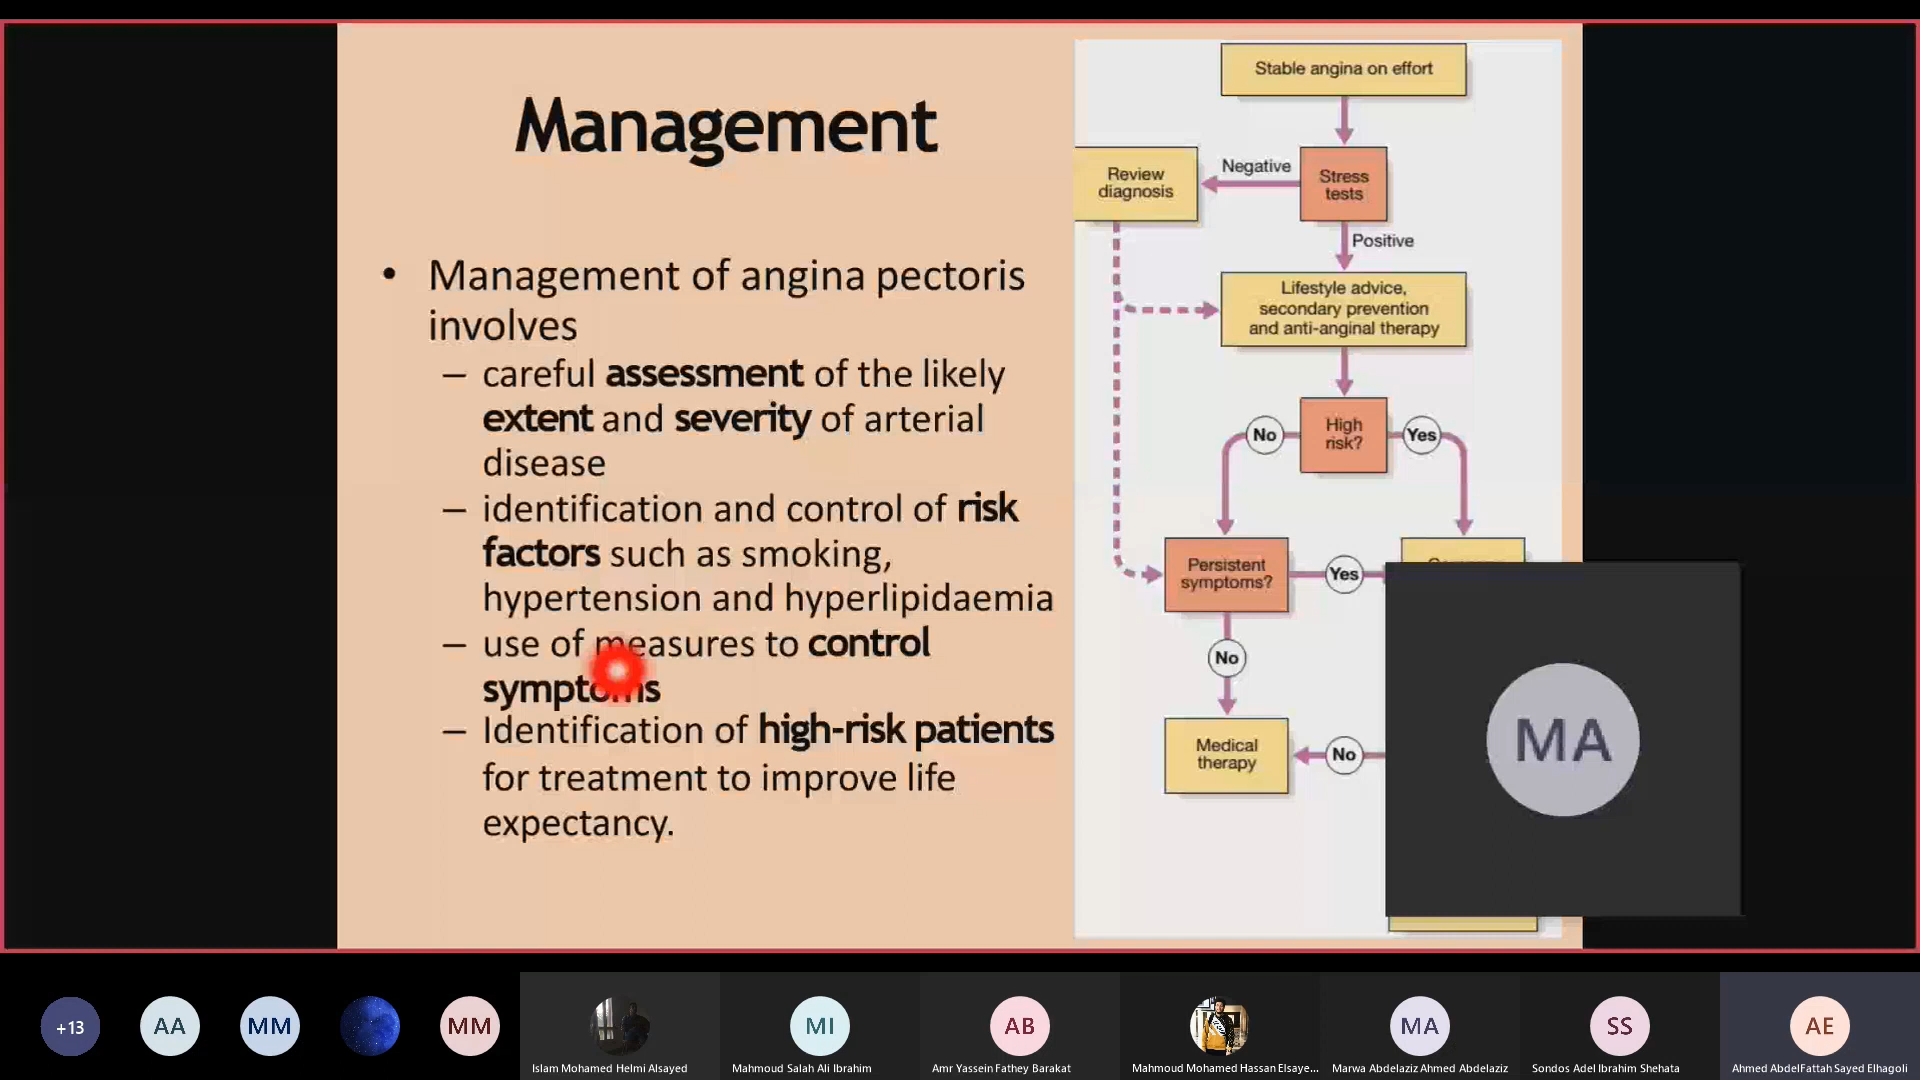 Management
• Management of angina pectoris
involves
– careful assessment of the likely
extent and severity of arterial
disease
– identification and control of risk
factors such as smoking,
hypertension and hyperlipidaemia
– use of measures to control
symptoms
– Identification of high-risk patients
for treatment to improve life
expectancy.
Stable angina on effort
Review
diagnosis
Negative
Stress
tests
Positive
Lifestyle advice,
secondary prevention
and anti-anginal therapy
No
High
risk?
Yes
Persistent
symptoms?
Yes
No
Medical
therapy
No
MA
+13
AA
MM
MM
MI
AB
MA
SS
AE
Islam Mohamed Helmi Alsayed
Mahmoud Salah Ali Ibrahim
Amr Yassein Fathey Barakat
Mahmoud Mohamed Hassan Elsaye...
Marwa Abdelaziz Ahmed Abdelaziz
Sondos Adel Ibrahim Shehata
Ahmed AbdelFattah Sayed Elhagoli